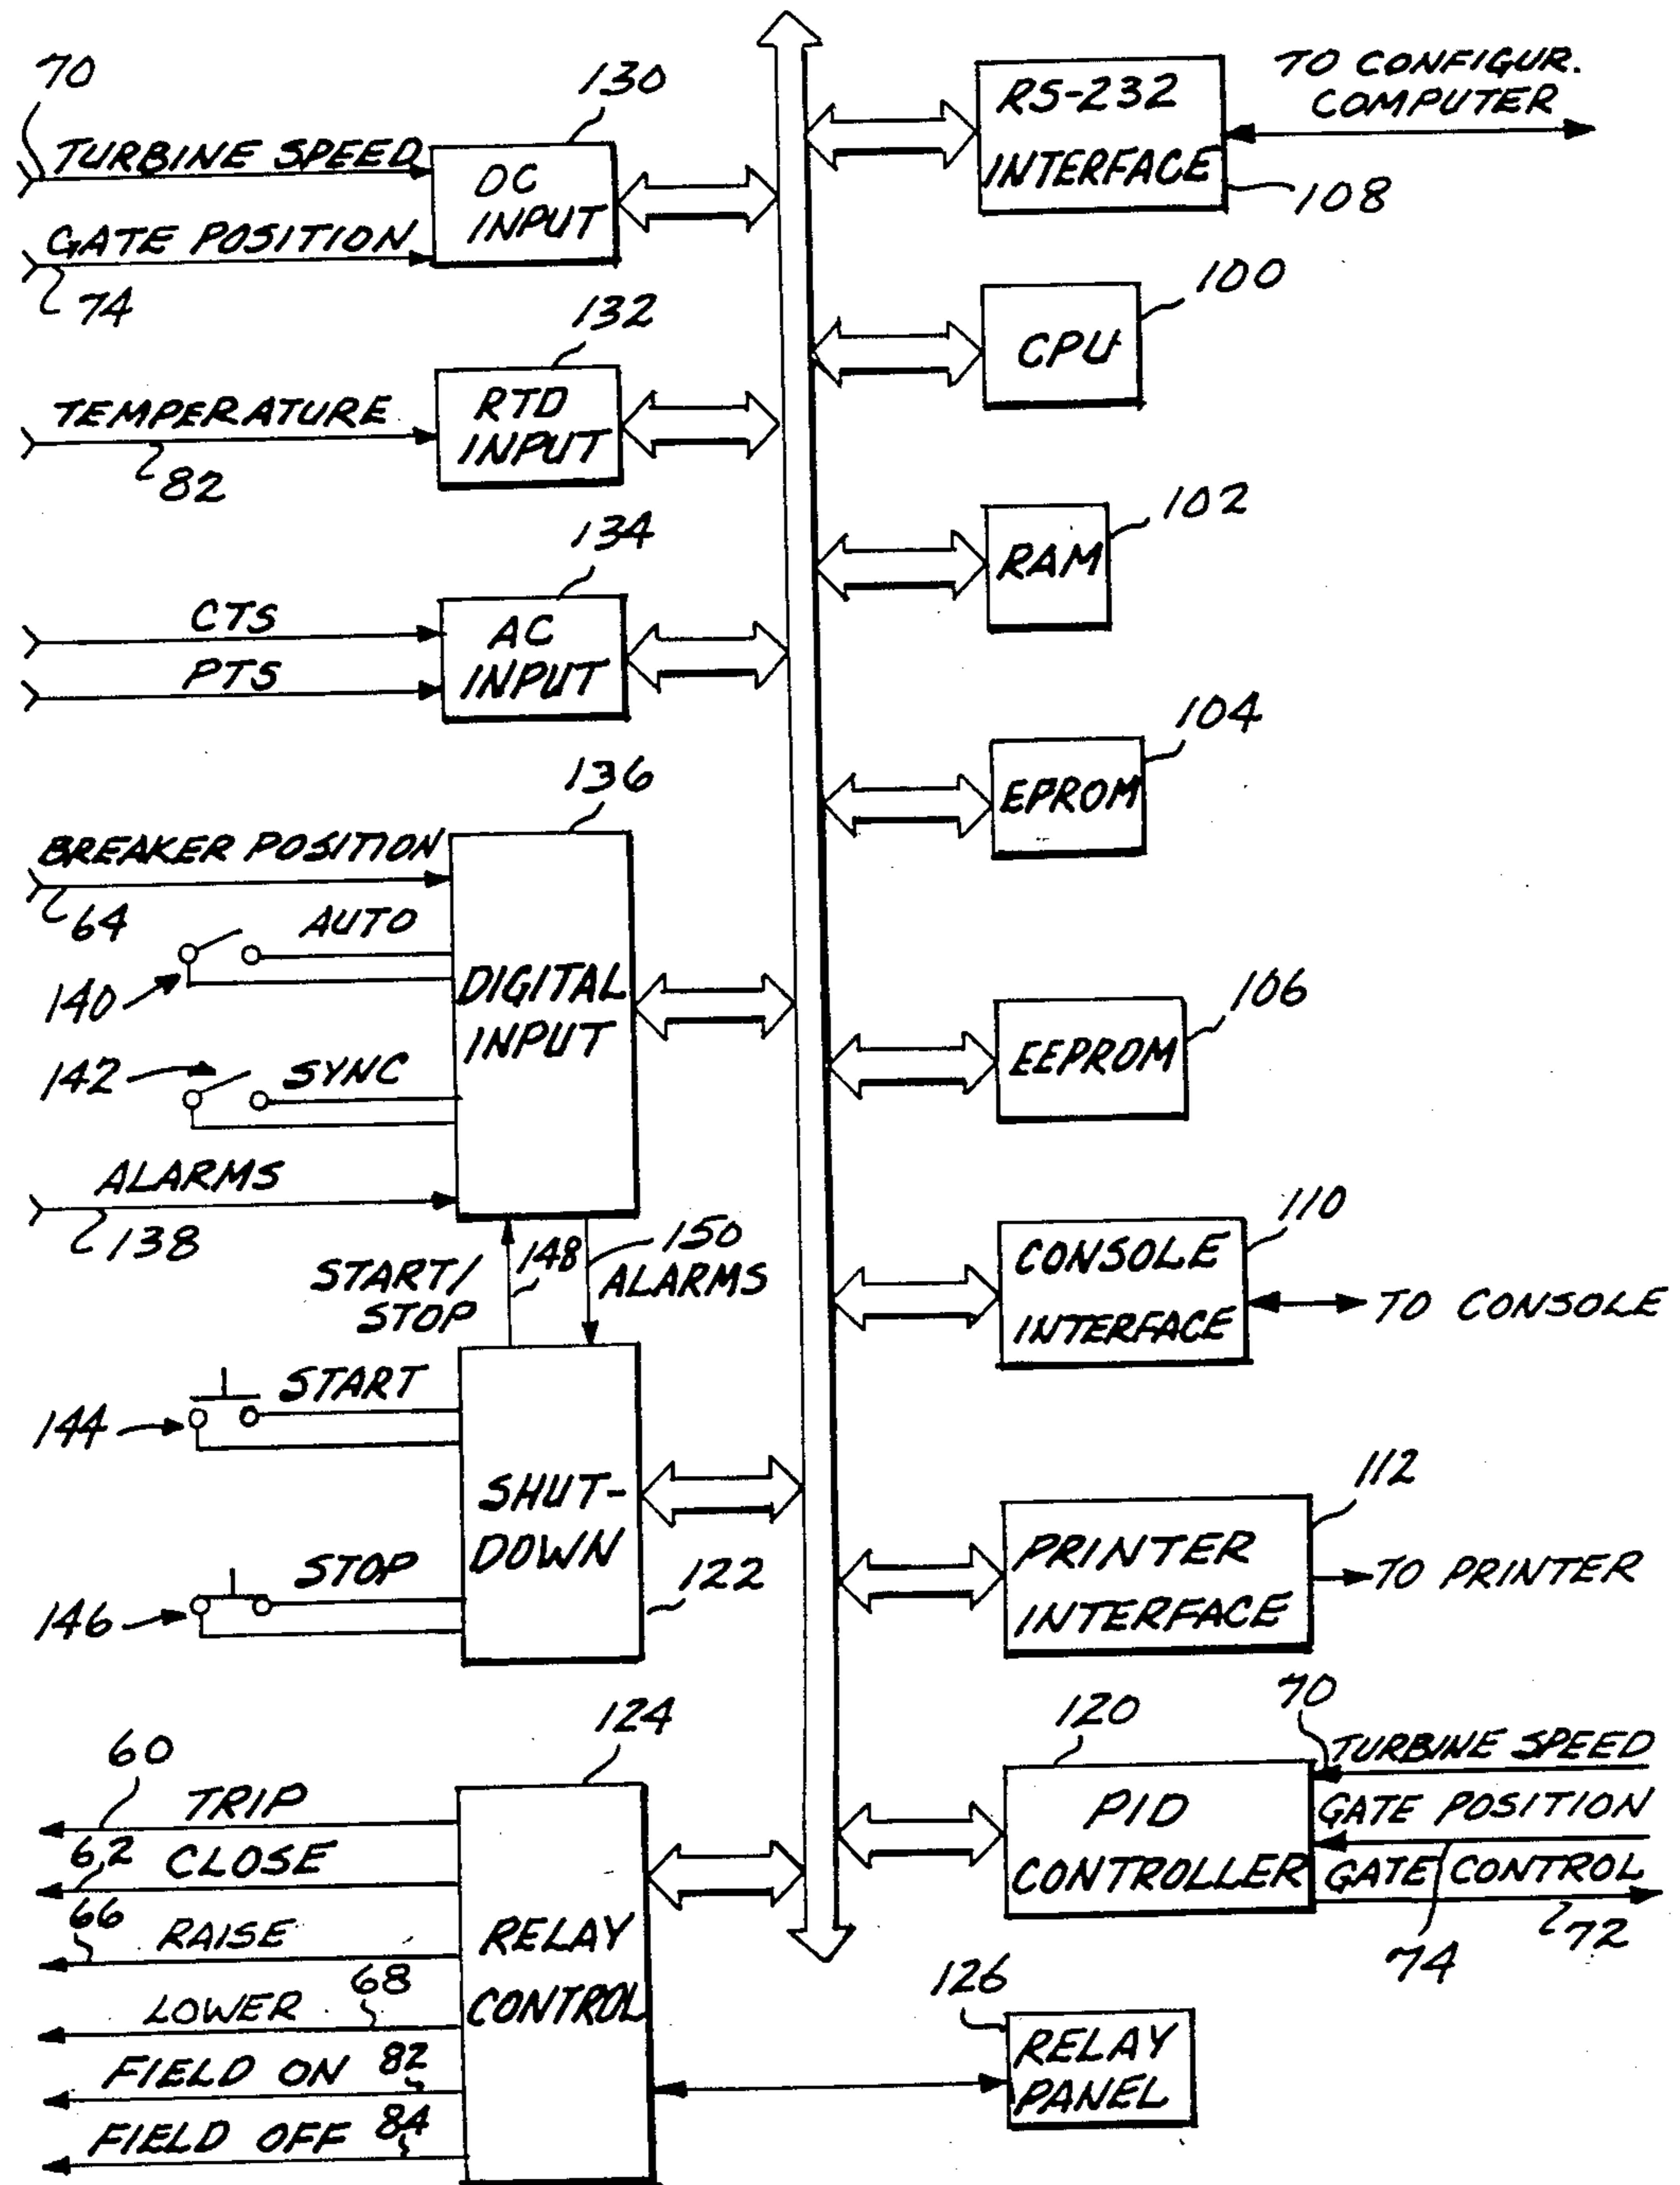 70
TURBINE SPEED
130
DC
INPUT
GATE POSITION
74
132
TEMPERATURE
82
RTD
INPUT
134
CTS
PTS
AC
INPUT
136
BREAKER POSITION
64
AUTO
140
DIGITAL
INPUT
142
SYNC
ALARMS
138
START/
STOP
148
150
ALARMS
START
144
SHUT-
DOWN
STOP
146
122
124
60
TRIP
62
CLOSE
66
RAISE
68
LOWER
FIELD ON 82
FIELD OFF 84
RELAY
CONTROL
RS-232
INTERFACE
108
TO CONFIGUR.
COMPUTER
100
CPU
102
RAM
104
EPROM
106
EEPROM
110
CONSOLE
INTERFACE
TO CONSOLE
112
PRINTER
INTERFACE
TO PRINTER
120
PID
CONTROLLER
70
TURBINE SPEED
GATE POSITION
GATE CONTROL
74
72
126
RELAY
PANEL